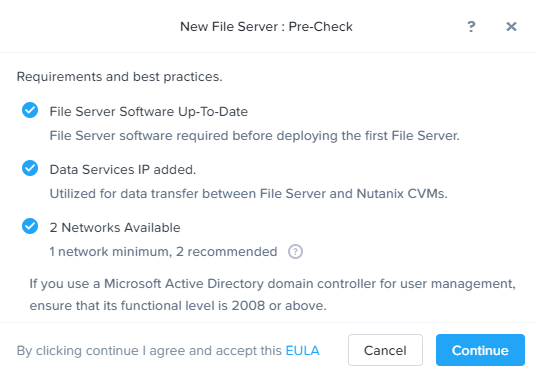 New File Server : Pre-Check
? ×
Requirements and best practices.
File Server Software Up-To-Date
File Server software required before deploying the first File Server.
Data Services IP added.
Utilized for data transfer between File Server and Nutanix CVMs.
2 Networks Available
1 network minimum, 2 recommended ?
If you use a Microsoft Active Directory domain controller for user management,
ensure that its functional level is 2008 or above.
By clicking continue I agree and accept this EULA
Cancel
Continue